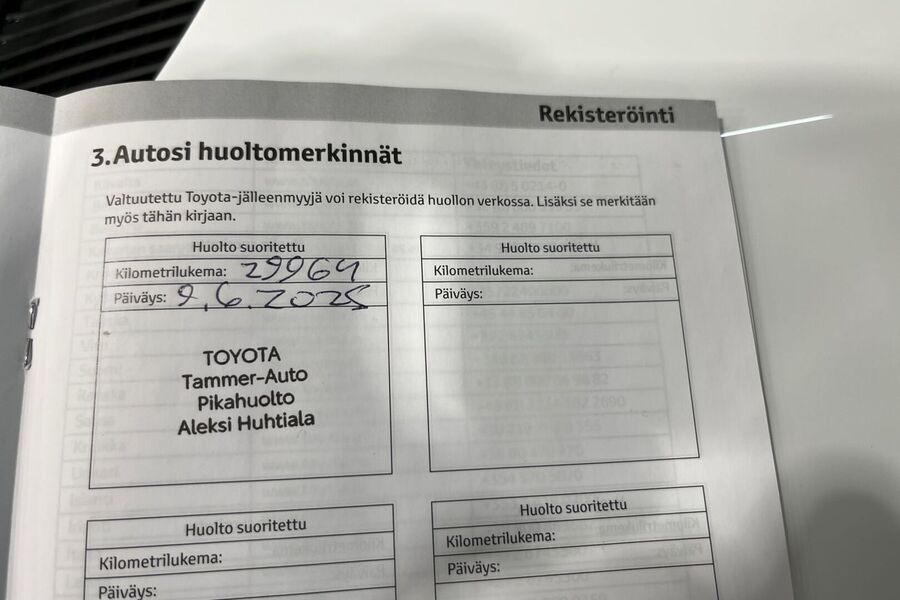 Rekisteröinti
3. Autosi huoltomerkinnät
Valtuutettu Toyota-jälleenmyyjä voi rekisteröidä huollon verkossa. Lisäksi se merkitään
myös tähän kirjaan.
Huolto suoritettu
Kilometrilukema: 29964
Päiväys: 9.6.2025
TOYOTA
Tammer-Auto
Pikahuolto
Aleksi Huhtiala
Huolto suoritettu
Kilometrilukema:
Päiväys:
Huolto suoritettu
Kilometrilukema:
Päiväys:
Huolto suoritettu
Kilometrilukema:
Päiväys: